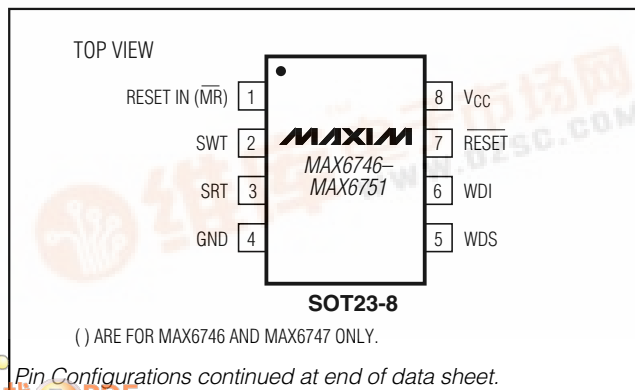 TOP VIEW
RESET IN (MR) 1
SWT 2
SRT 3
GND 4
MAXIM
MAX6746–
MAX6751
8 VCC
7 RESET
6 WDI
5 WDS
SOT23-8
( ) ARE FOR MAX6746 AND MAX6747 ONLY.
Pin Configurations continued at end of data sheet.